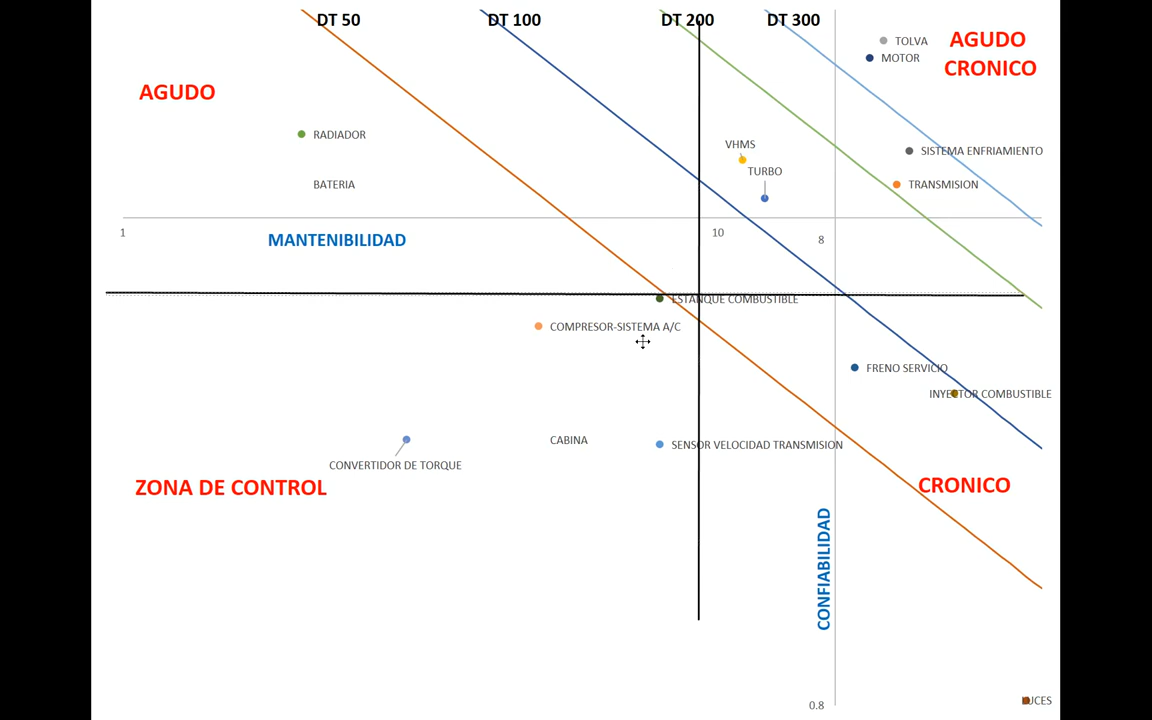 DT 50
DT 100
DT 200
DT 300
TOLVA
AGUDO
CRONICO
MOTOR
AGUDO
RADIADOR
VHMS
SISTEMA ENFRIAMIENTO
TURBO
BATERIA
TRANSMISION
1
10
8
MANTENIBILIDAD
ESTANQUE COMBUSTIBLE
COMPRESOR-SISTEMA A/C
FRENO SERVICIO
INYECTOR COMBUSTIBLE
CABINA
SENSOR VELOCIDAD TRANSMISION
CONVERTIDOR DE TORQUE
ZONA DE CONTROL
CRONICO
CONFIABILIDAD
LUCES
0.8